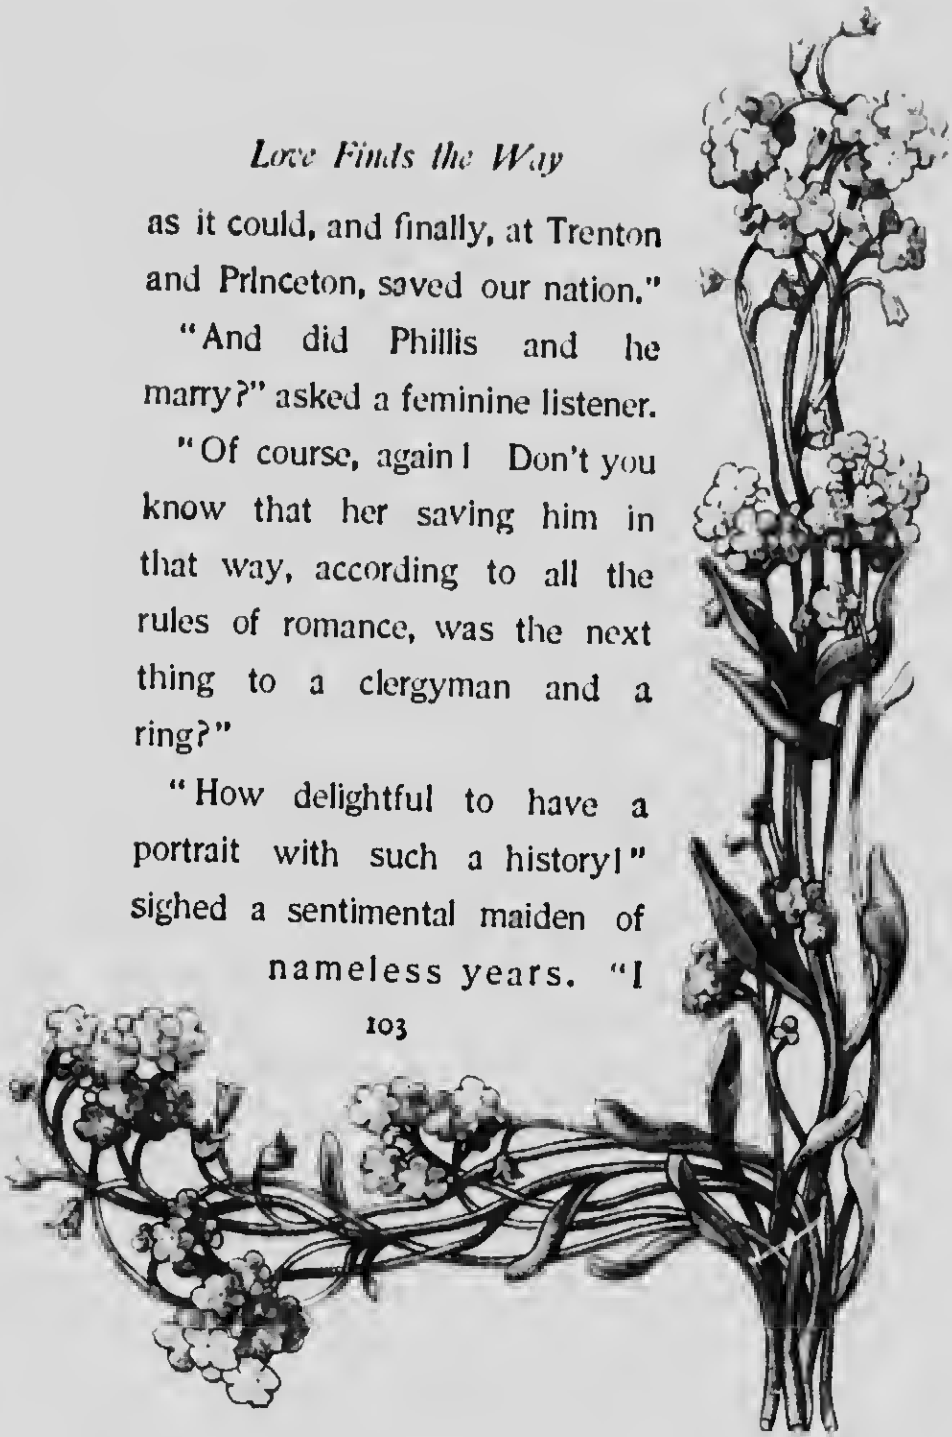 Love Finds the Way
as it could, and finally, at Trenton
and Princeton, saved our nation."
"And did Phillis and he
marry?" asked a feminine listener.
"Of course, again! Don't you
know that her saving him in
that way, according to all the
rules of romance, was the next
thing to a clergyman and a
ring?"
"How delightful to have a
portrait with such a history!"
sighed a sentimental maiden of
nameless years. "I
103